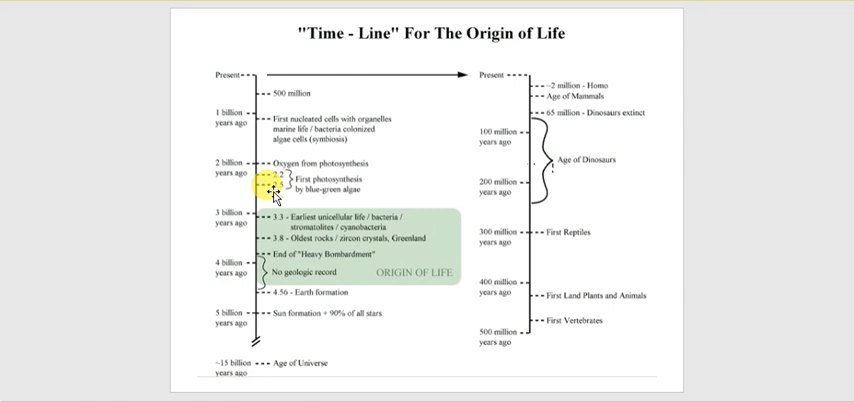 "Time - Line" For The Origin of Life
Present
500 million
1 billion
years ago
First nucleated cells with organelles
marine life / bacteria colonized
algae cells (symbiosis)
2 billion
years ago
Oxygen from photosynthesis
2.2
First photosynthesis
by blue-green algae
3 billion
years ago
3.3 - Earliest unicellular life / bacteria /
stromatolites / cyanobacteria
3.8 - Oldest rocks / zircon crystals, Greenland
End of "Heavy Bombardment"
4 billion
years ago
No geologic record
ORIGIN OF LIFE
4.56 - Earth formation
5 billion
years ago
Sun formation + 90% of all stars
~15 billion
years ago
Age of Universe
Present
~2 million - Homo
Age of Mammals
65 million - Dinosaurs extinct
100 million
years ago
Age of Dinosaurs
200 million
years ago
300 million
years ago
First Reptiles
400 million
years ago
First Land Plants and Animals
First Vertebrates
500 million
years ago